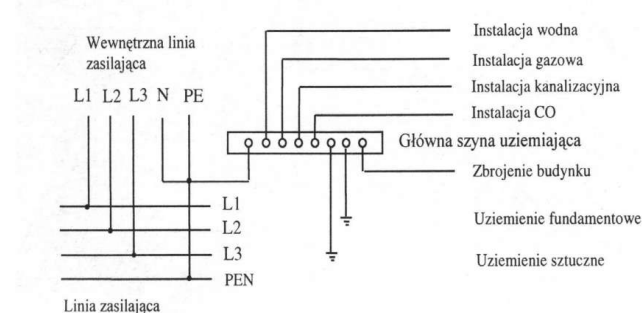 Wewnętrzna linia
zasilająca
L1 L2 L3 N PE
Instalacja wodna
Instalacja gazowa
Instalacja kanalizacyjna
Instalacja CO
Główna szyna uziemiająca
Zbrojenie budynku
L1
L2
L3
PEN
Uziemienie fundamentowe
Uziemienie sztuczne
Linia zasilająca